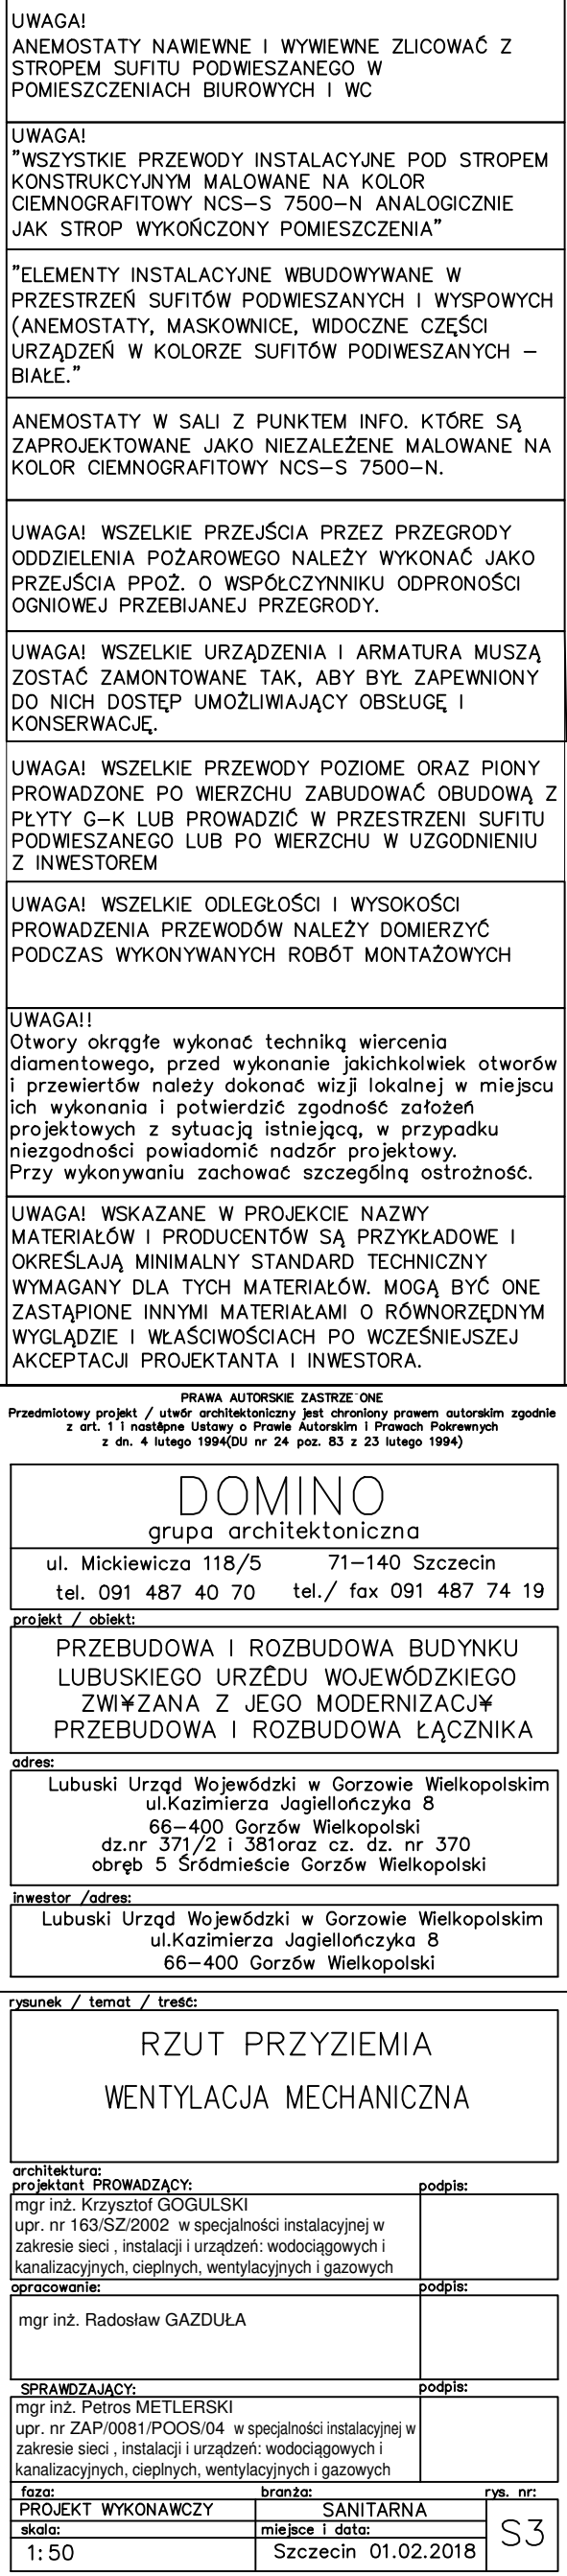 UWAGA!
ANEMOSTATY NAWIEWNE I WYWIEWNE ZLICOWAĆ Z
STROPEM SUFITU PODWIESZANEGO W
POMIESZCZENIACH BIUROWYCH I WC
UWAGA!
"WSZYSTKIE PRZEWODY INSTALACYJNE POD STROPEM
KONSTRUKCYJNYM MALOWANE NA KOLOR
CIEMNOGRAFITOWY NCS–S 7500–N ANALOGICZNIE
JAK STROP WYKOŃCZONY POMIESZCZENIA"
"ELEMENTY INSTALACYJNE WBUDOWYWANE W
PRZESTRZEŃ SUFITÓW PODWIESZANYCH I WYSPOWYCH
(ANEMOSTATY, MASKOWNICE, WIDOCZNE CZĘŚCI
URZĄDZEŃ W KOLORZE SUFITÓW PODIWESZANYCH –
BIAŁE."
ANEMOSTATY W SALI Z PUNKTEM INFO. KTÓRE SĄ
ZAPROJEKTOWANE JAKO NIEZALEŻENE MALOWANE NA
KOLOR CIEMNOGRAFITOWY NCS–S 7500–N.
UWAGA! WSZELKIE PRZEJŚCIA PRZEZ PRZEGRODY
ODDZIELENIA POŻAROWEGO NALEŻY WYKONAĆ JAKO
PRZEJŚCIA PPOŻ. O WSPÓŁCZYNNIKU ODPRONOŚCI
OGNIOWEJ PRZEBIJANEJ PRZEGRODY.
UWAGA! WSZELKIE URZĄDZENIA I ARMATURA MUSZĄ
ZOSTAĆ ZAMONTOWANE TAK, ABY BYŁ ZAPEWNIONY
DO NICH DOSTĘP UMOŻLIWIAJĄCY OBSŁUGĘ I
KONSERWACJĘ.
UWAGA! WSZELKIE PRZEWODY POZIOME ORAZ PIONY
PROWADZONE PO WIERZCHU ZABUDOWAĆ OBUDOWĄ Z
PŁYTY G–K LUB PROWADZIĆ W PRZESTRZENI SUFITU
PODWIESZANEGO LUB PO WIERZCHU W UZGODNIENIU
Z INWESTOREM
UWAGA! WSZELKIE ODLEGŁOŚCI I WYSOKOŚCI
PROWADZENIA PRZEWODÓW NALEŻY DOMIERZYĆ
PODCZAS WYKONYWANYCH ROBÓT MONTAŻOWYCH
UWAGA!!
Otwory okrągłe wykonać techniką wiercenia
diamentowego, przed wykonanie jakichkolwiek otworów
i przewiertów należy dokonać wizji lokalnej w miejscu
ich wykonania i potwierdzić zgodność założeń
projektowych z sytuacją istniejącą, w przypadku
niezgodności powiadomić nadzór projektowy.
Przy wykonywaniu zachować szczególną ostrożność.
UWAGA! WSKAZANE W PROJEKCIE NAZWY
MATERIAŁÓW I PRODUCENTÓW SĄ PRZYKŁADOWE I
OKREŚLAJĄ MINIMALNY STANDARD TECHNICZNY
WYMAGANY DLA TYCH MATERIAŁÓW. MOGĄ BYĆ ONE
ZASTĄPIONE INNYMI MATERIAŁAMI O RÓWNORZĘDNYM
WYGLĄDZIE I WŁAŚCIWOŚCIACH PO WCZEŚNIEJSZEJ
AKCEPTACJI PROJEKTANTA I INWESTORA.
PRAWA AUTORSKIE ZASTRZE¯ONE
Przedmiotowy projekt / utwór architektoniczny jest chroniony prawem autorskim zgodnie
z art. 1 i nastêpne Ustawy o Prawie Autorskim i Prawach Pokrewnych
z dn. 4 lutego 1994(DU nr 24 poz. 83 z 23 lutego 1994)
DOMINO
grupa architektoniczna
ul. Mickiewicza 118/5 71–140 Szczecin
tel. 091 487 40 70 tel./ fax 091 487 74 19
projekt / obiekt:
PRZEBUDOWA I ROZBUDOWA BUDYNKU
LUBUSKIEGO URZÊDU WOJEWÓDZKIEGO
ZWI¥ZANA Z JEGO MODERNIZACJ¥
PRZEBUDOWA I ROZBUDOWA ŁĄCZNIKA
adres:
Lubuski Urząd Wojewódzki w Gorzowie Wielkopolskim
ul.Kazimierza Jagiellończyka 8
66–400 Gorzów Wielkopolski
dz.nr 371/2 i 381oraz cz. dz. nr 370
obręb 5 Śródmieście Gorzów Wielkopolski
inwestor /adres:
Lubuski Urząd Wojewódzki w Gorzowie Wielkopolskim
ul.Kazimierza Jagiellończyka 8
66–400 Gorzów Wielkopolski
rysunek / temat / treść:
RZUT PRZYZIEMIA
WENTYLACJA MECHANICZNA
architektura:
projektant PROWADZĄCY: podpis:
mgr inż. Krzysztof GOGULSKI
upr. nr 163/SZ/2002 w specjalności instalacyjnej w
zakresie sieci , instalacji i urządzeń: wodociągowych i
kanalizacyjnych, cieplnych, wentylacyjnych i gazowych
opracowanie: podpis:
mgr inż. Radosław GAZDUŁA
SPRAWDZAJĄCY: podpis:
mgr inż. Petros METLERSKI
upr. nr ZAP/0081/POOS/04 w specjalności instalacyjnej w
zakresie sieci , instalacji i urządzeń: wodociągowych i
kanalizacyjnych, cieplnych, wentylacyjnych i gazowych
faza: branża: rys. nr:
PROJEKT WYKONAWCZY SANITARNA S3
skala: miejsce i data:
1:50 Szczecin 01.02.2018